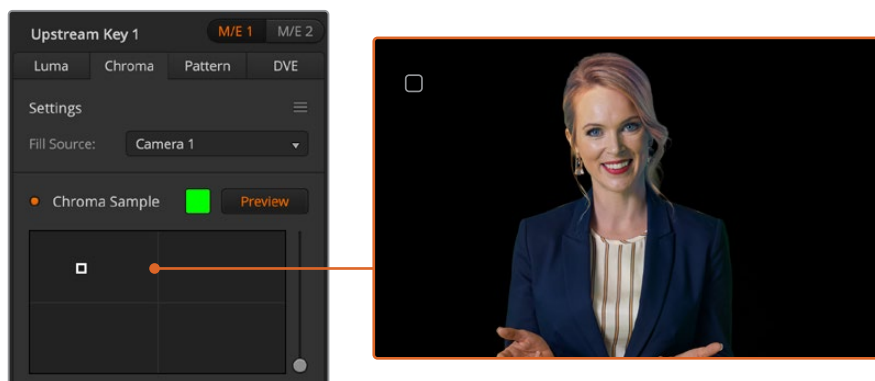 Upstream Key 1 M/E 1 M/E 2
Luma Chroma Pattern DVE
Settings
Fill Source: Camera 1
Chroma Sample Preview